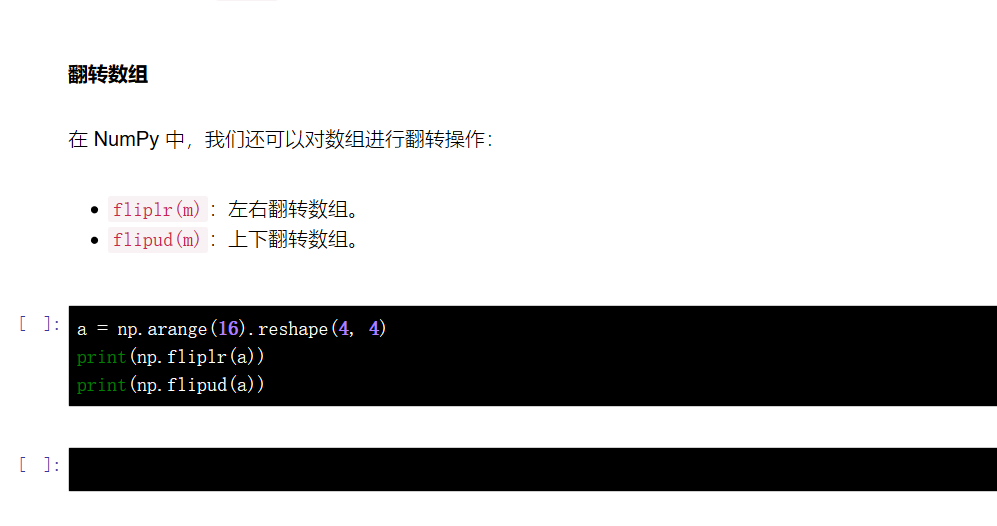 翻转数组
在 NumPy 中，我们还可以对数组进行翻转操作：
• fliplr(m)：左右翻转数组。
• flipud(m)：上下翻转数组。
[ ]: a = np.arange(16).reshape(4, 4)
print(np.fliplr(a))
print(np.flipud(a))
[ ]: